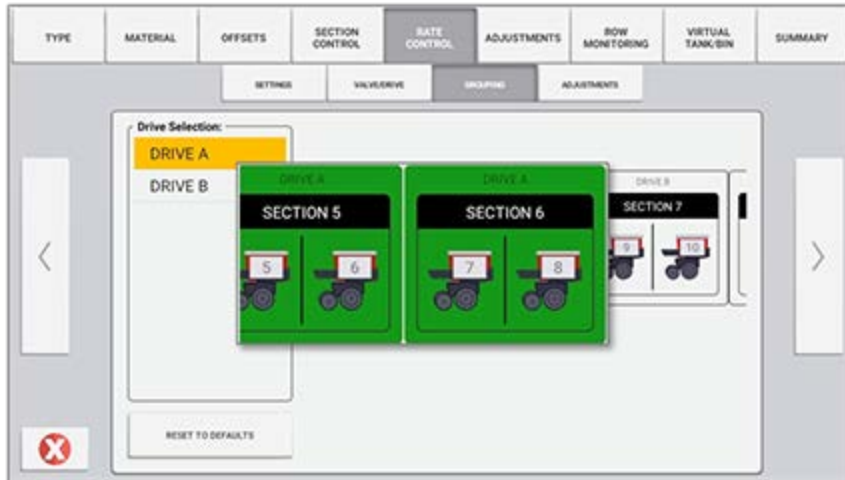 TYPE
MATERIAL
OFFSETS
SECTION
CONTROL
RATE
CONTROL
ADJUSTMENTS
ROW
MONITORING
VIRTUAL
TANK/BIN
SUMMARY
SETTINGS
VALVE/DRIVE
GROUPING
ADJUSTMENTS
Drive Selection:
DRIVE A
DRIVE B
DRIVE A
SECTION 5
5
6
DRIVE A
SECTION 6
7
8
DRIVE B
SECTION 7
9
10
RESET TO DEFAULTS